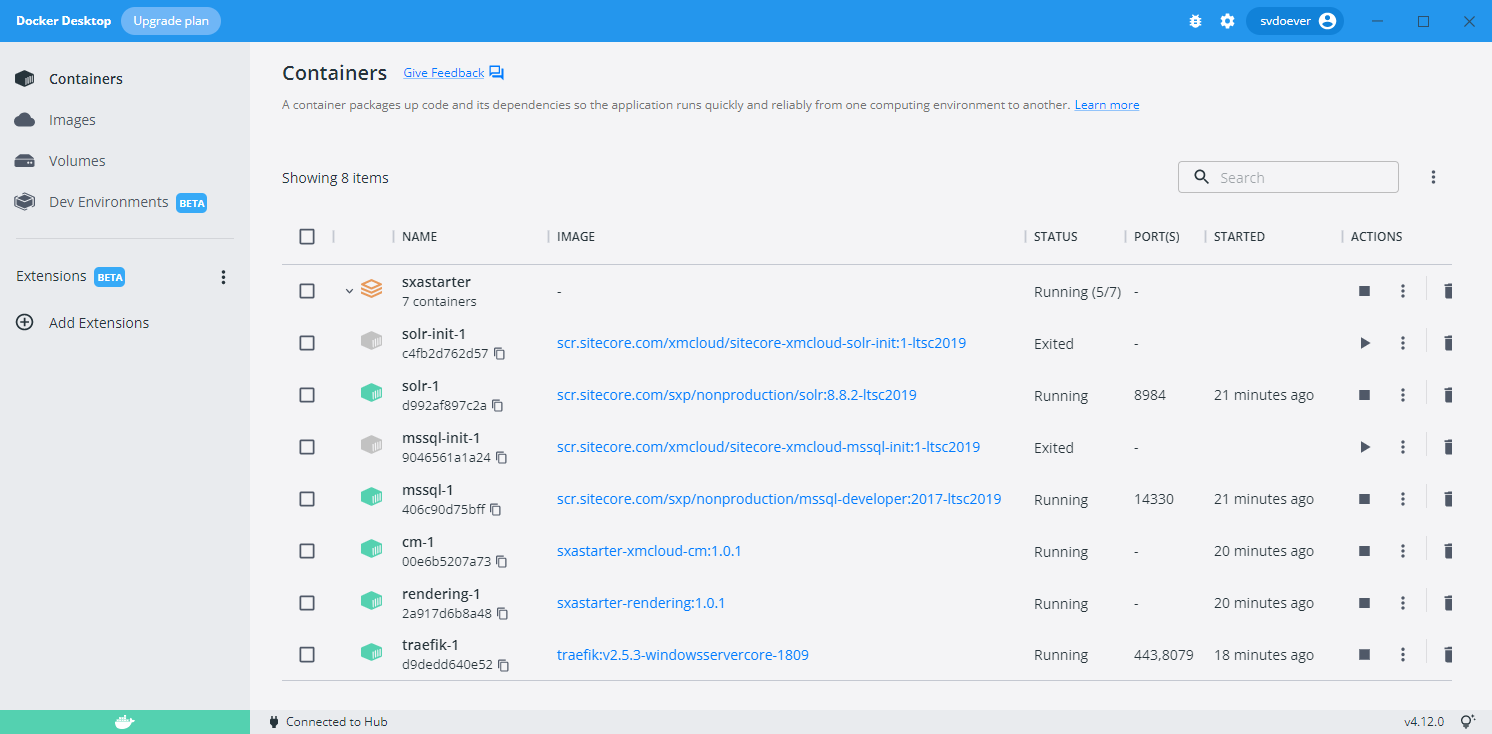 Docker Desktop Upgrade plan svdoever
Containers
Images
Volumes
Dev Environments BETA
Extensions BETA
Add Extensions
Containers Give Feedback
A container packages up code and its dependencies so the application runs quickly and reliably from one computing environment to another. Learn more
Showing 8 items Search
NAME IMAGE STATUS PORT(S) STARTED ACTIONS
sxastarter
7 containers
- Running (5/7) -
solr-init-1
c4fb2d762d57
scr.sitecore.com/xmcloud/sitecore-xmcloud-solr-init:1-ltsc2019 Exited -
solr-1
d992af897c2a
scr.sitecore.com/sxp/nonproduction/solr:8.8.2-ltsc2019 Running 8984 21 minutes ago
mssql-init-1
9046561a1a24
scr.sitecore.com/xmcloud/sitecore-xmcloud-mssql-init:1-ltsc2019 Exited -
mssql-1
406c90d75bff
scr.sitecore.com/sxp/nonproduction/mssql-developer:2017-ltsc2019 Running 14330 21 minutes ago
cm-1
00e6b5207a73
sxastarter-xmcloud-cm:1.0.1 Running - 20 minutes ago
rendering-1
2a917d6b8a48
sxastarter-rendering:1.0.1 Running - 20 minutes ago
traefik-1
d9dedd640e52
traefik:v2.5.3-windowsservercore-1809 Running 443,8079 18 minutes ago
Connected to Hub v4.12.0